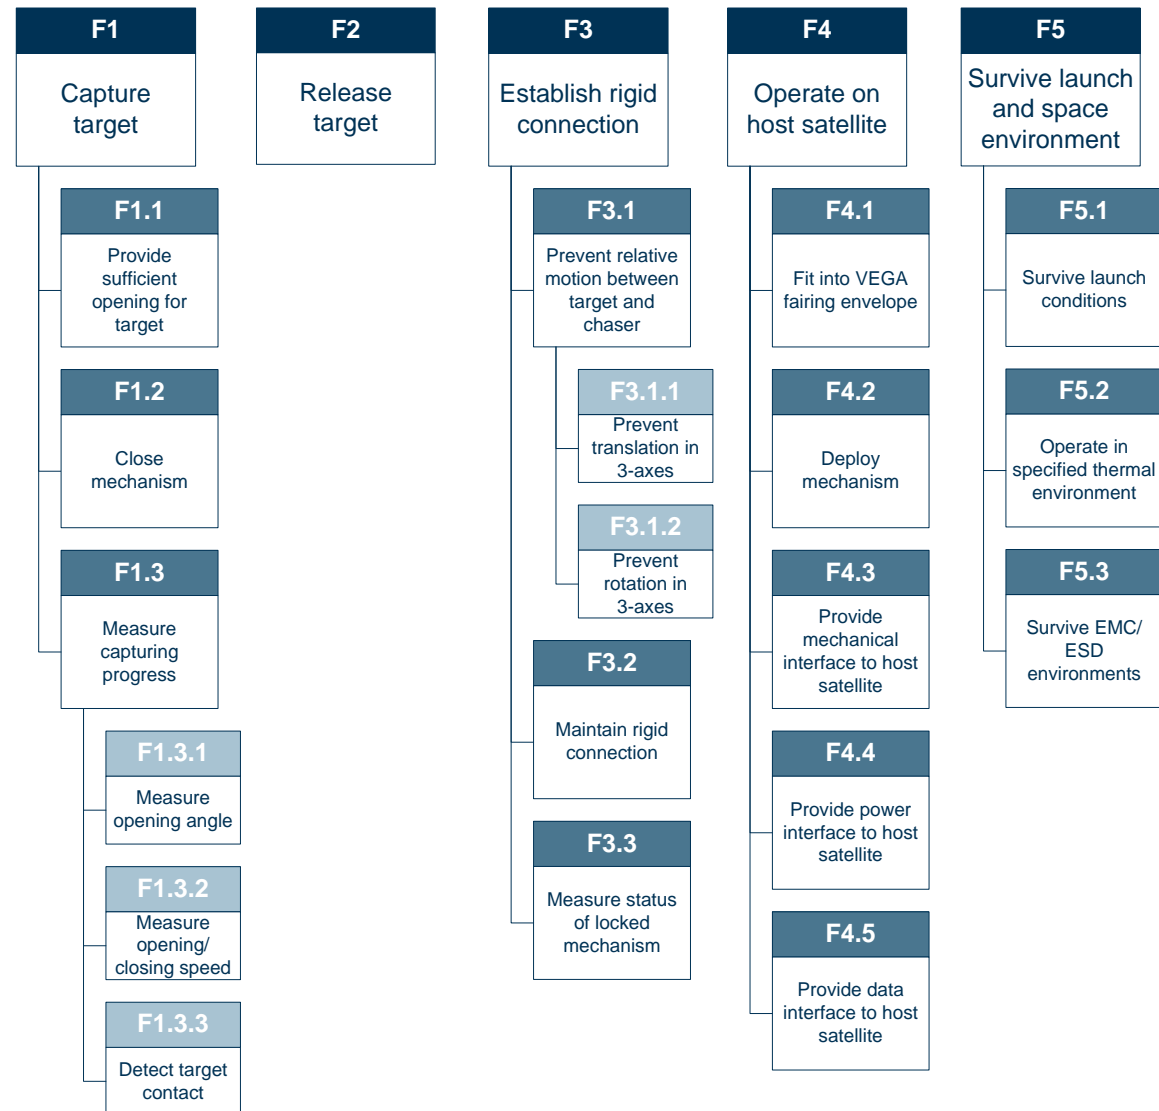 F1
Capture
target
F1.1
Provide
sufficient
opening for
target
F1.2
Close
mechanism
F1.3
Measure
capturing
progress
F1.3.1
Measure
opening angle
F1.3.2
Measure
opening/
closing speed
F1.3.3
Detect target
contact
F2
Release
target
F3
Establish rigid
connection
F3.1
Prevent relative
motion between
target and
chaser
F3.1.1
Prevent
translation in
3-axes
F3.1.2
Prevent
rotation in
3-axes
F3.2
Maintain rigid
connection
F3.3
Measure status
of locked
mechanism
F4
Operate on
host satellite
F4.1
Fit into VEGA
fairing envelope
F4.2
Deploy
mechanism
F4.3
Provide
mechanical
interface to host
satellite
F4.4
Provide power
interface to host
satellite
F4.5
Provide data
interface to host
satellite
F5
Survive launch
and space
environment
F5.1
Survive launch
conditions
F5.2
Operate in
specified thermal
environment
F5.3
Survive EMC/
ESD
environments